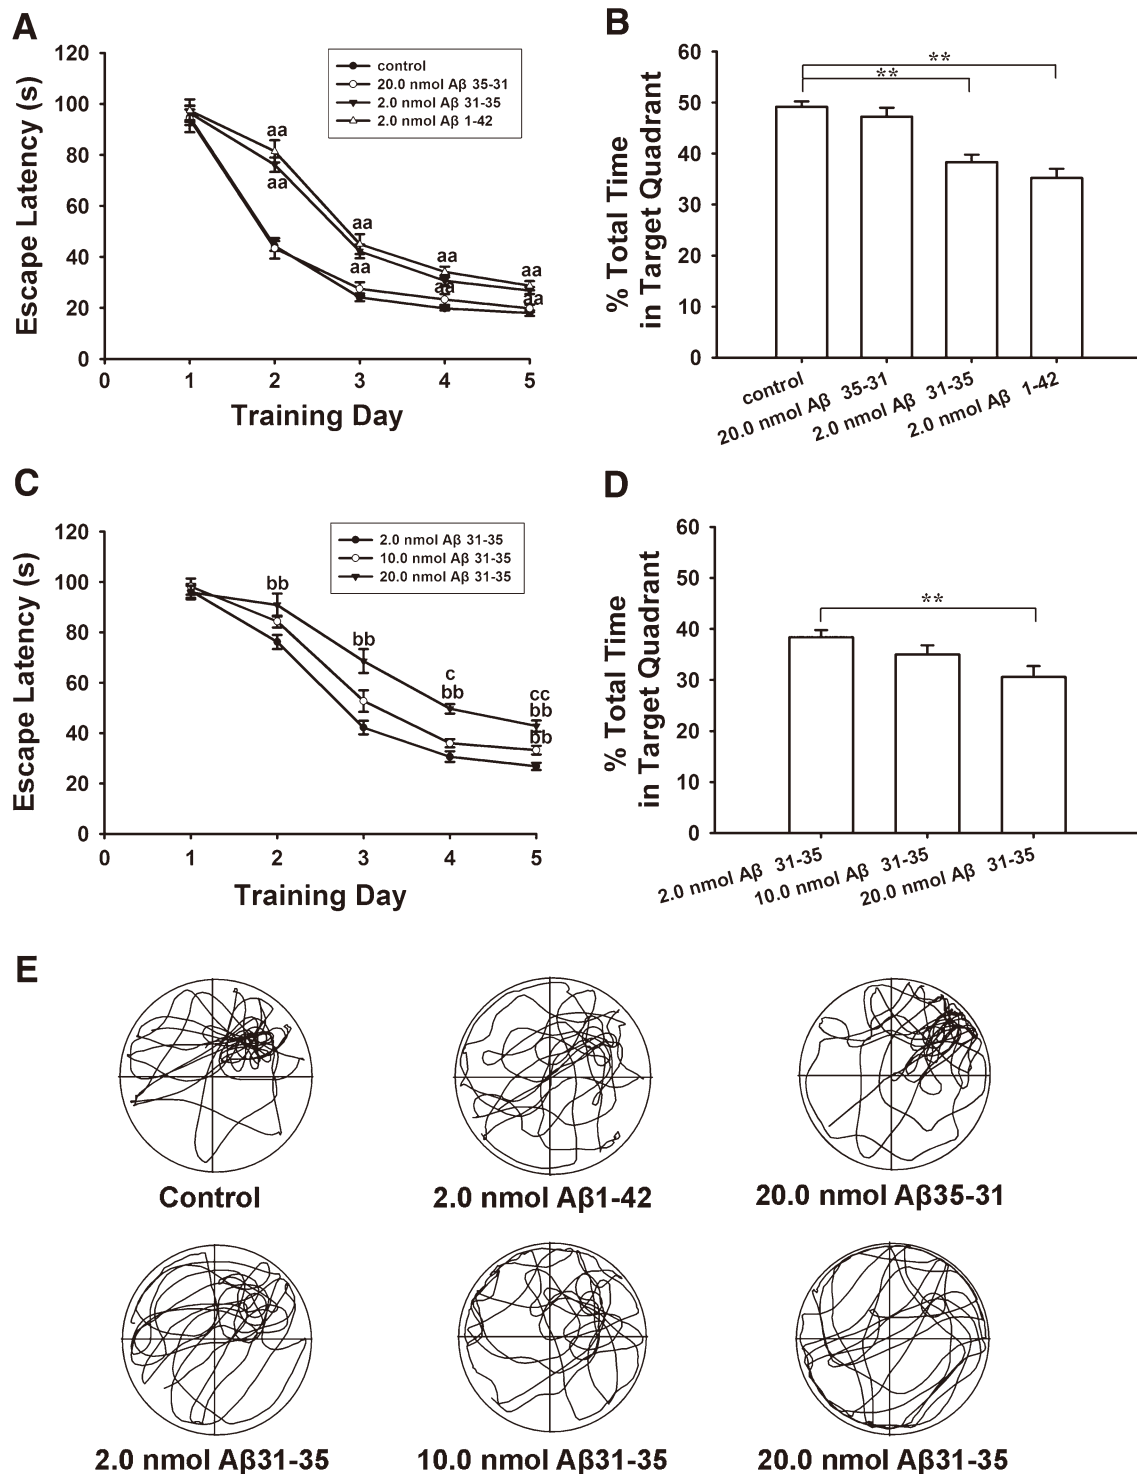 A
Escape Latency (s)
120
100
80
60
40
20
0
0 1 2 3 4 5
Training Day
control
20.0 nmol Aβ 35-31
2.0 nmol Aβ 31-35
2.0 nmol Aβ 1-42
aa
aa
aa
aa
aa
aa
aa
aa
B
% Total Time
in Target Quadrant
60
50
40
30
20
10
0
**
**
control
20.0 nmol Aβ 35-31
2.0 nmol Aβ 31-35
2.0 nmol Aβ 1-42
C
Escape Latency (s)
120
100
80
60
40
20
0
0 1 2 3 4 5
Training Day
2.0 nmol Aβ 31-35
10.0 nmol Aβ 31-35
20.0 nmol Aβ 31-35
bb
bb
c
bb
cc
bb
bb
D
% Total Time
in Target Quadrant
60
50
40
30
20
10
0
**
2.0 nmol Aβ 31-35
10.0 nmol Aβ 31-35
20.0 nmol Aβ 31-35
E
Control
2.0 nmol Aβ1-42
20.0 nmol Aβ35-31
2.0 nmol Aβ31-35
10.0 nmol Aβ31-35
20.0 nmol Aβ31-35